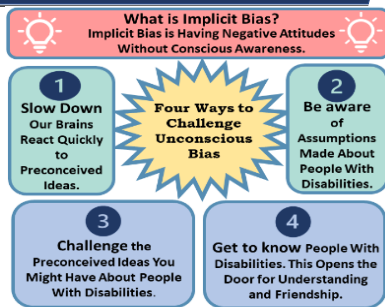 What is Implicit Bias?
Implicit Bias is Having Negative Attitudes
Without Conscious Awareness.
1
Slow Down
Our Brains
React Quickly
to
Preconceived
Ideas.
Four Ways to
Challenge
Unconscious
Bias
2
Be aware
of
Assumptions
Made About
People With
Disabilities.
3
Challenge the
Preconceived Ideas You
Might Have About People
With Disabilities.
4
Get to know People With
Disabilities. This Opens the
Door for Understanding
and Friendship.